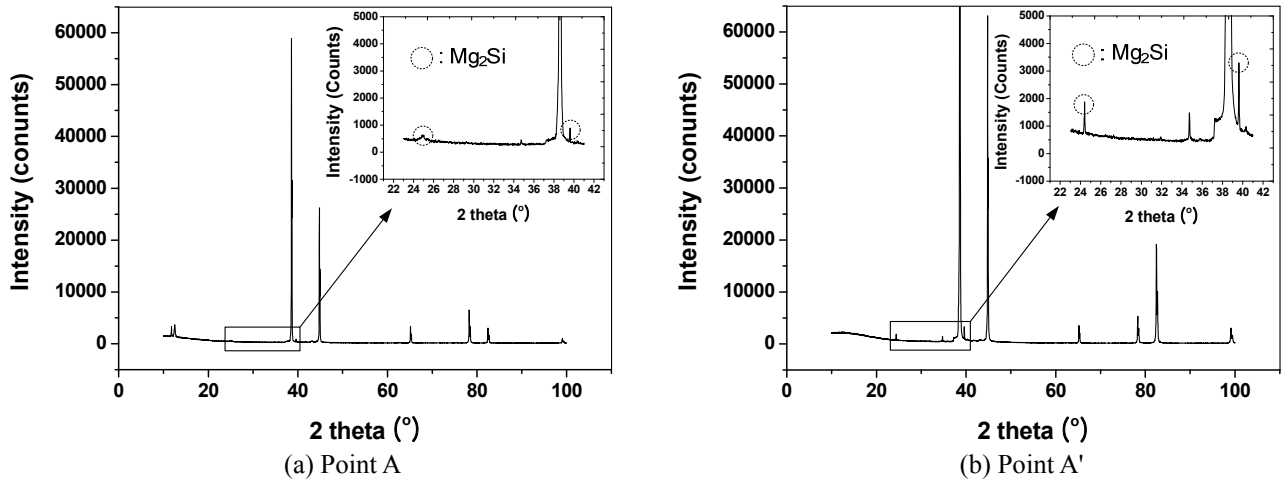 60000
50000
40000
30000
20000
10000
0
Intensity (conunts)
0 20 40 60 80 100
2 theta (°)
5000
4000
3000
2000
1000
0
-1000
Intensity (Counts)
: Mg₂Si
22 24 26 28 30 32 34 36 38 40 42
2 theta (°)
(a) Point A
60000
50000
40000
30000
20000
10000
0
Intensity (conunts)
0 20 40 60 80 100
2 theta (°)
5000
4000
3000
2000
1000
0
-1000
Intensity (Counts)
: Mg₂Si
22 24 26 28 30 32 34 36 38 40 42
2 theta (°)
(b) Point A'